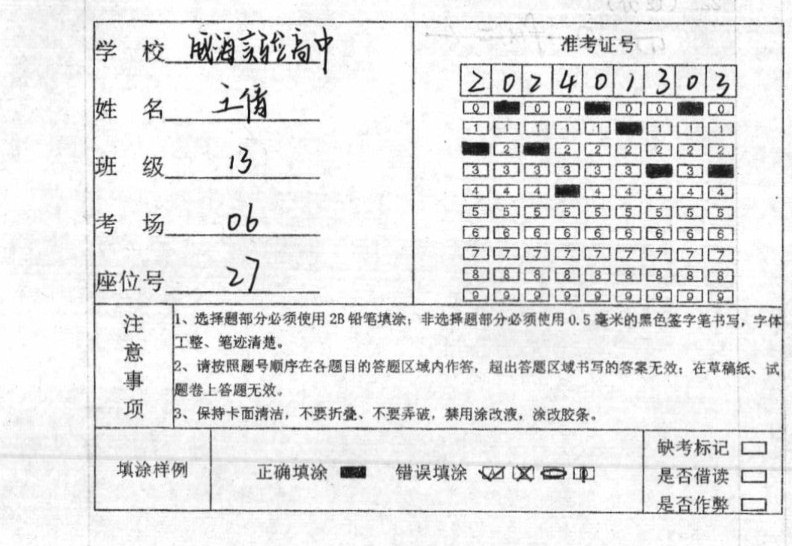 学 校 威海实验高中
姓 名 王倩
班 级 13
考 场 06
座位号 27
准考证号
2 0 2 4 0 1 3 0 3
0 0 0 0 0 0
1 1 1 1 1 1 1 1
2 2 2 2 2 2 2
3 3 3 3 3 3 3
4 4 4 4 4 4 4 4
5 5 5 5 5 5 5 5 5
6 6 6 6 6 6 6 6 6
7 7 7 7 7 7 7 7 7
8 8 8 8 8 8 8 8 8
9 9 9 9 9 9 9 9 9
注意事项
1、选择题部分必须使用 2B 铅笔填涂；非选择题部分必须使用 0.5 毫米的黑色签字笔书写，字体
工整、笔迹清楚。
2、请按照题号顺序在各题目的答题区域内作答，超出答题区域书写的答案无效；在草稿纸、试
题卷上答题无效。
3、保持卡面清洁，不要折叠、不要弄破，禁用涂改液，涂改胶条。
填涂样例 正确填涂 错误填涂
缺考标记
是否借读
是否作弊